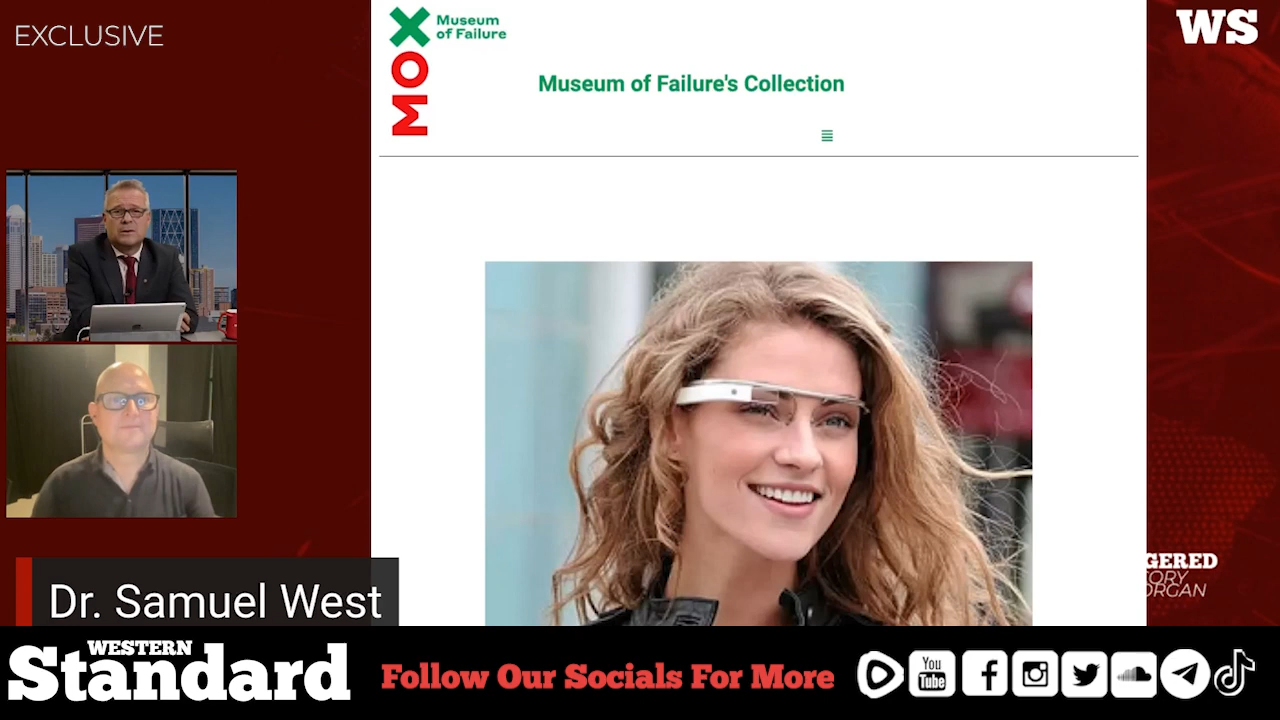 EXCLUSIVE
MO
Museum
of Failure
Museum of Failure's Collection
WS
Dr. Samuel West
GERED
ORY
ORGAN
WESTERN
Standard
Follow Our Socials For More
You
Tube